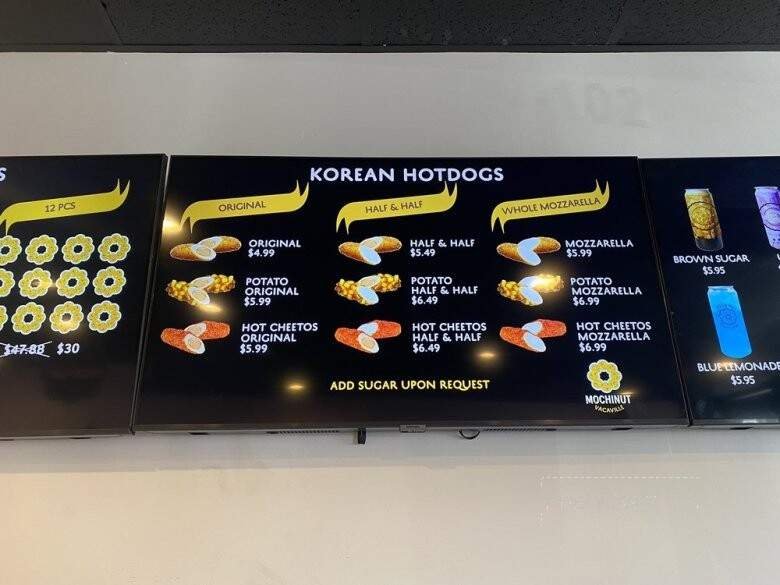 S
12 PCS
$47.88 $30
KOREAN HOTDOGS
ORIGINAL
ORIGINAL
$4.99
POTATO
ORIGINAL
$5.99
HOT CHEETOS
ORIGINAL
$5.99
HALF & HALF
HALF & HALF
$5.49
POTATO
HALF & HALF
$6.49
HOT CHEETOS
HALF & HALF
$6.49
WHOLE MOZZARELLA
MOZZARELLA
$5.99
POTATO
MOZZARELLA
$6.99
HOT CHEETOS
MOZZARELLA
$6.99
ADD SUGAR UPON REQUEST
MOCHINUT
VACAVILLE
BROWN SUGAR
$5.95
BLUE LEMONADE
$5.95